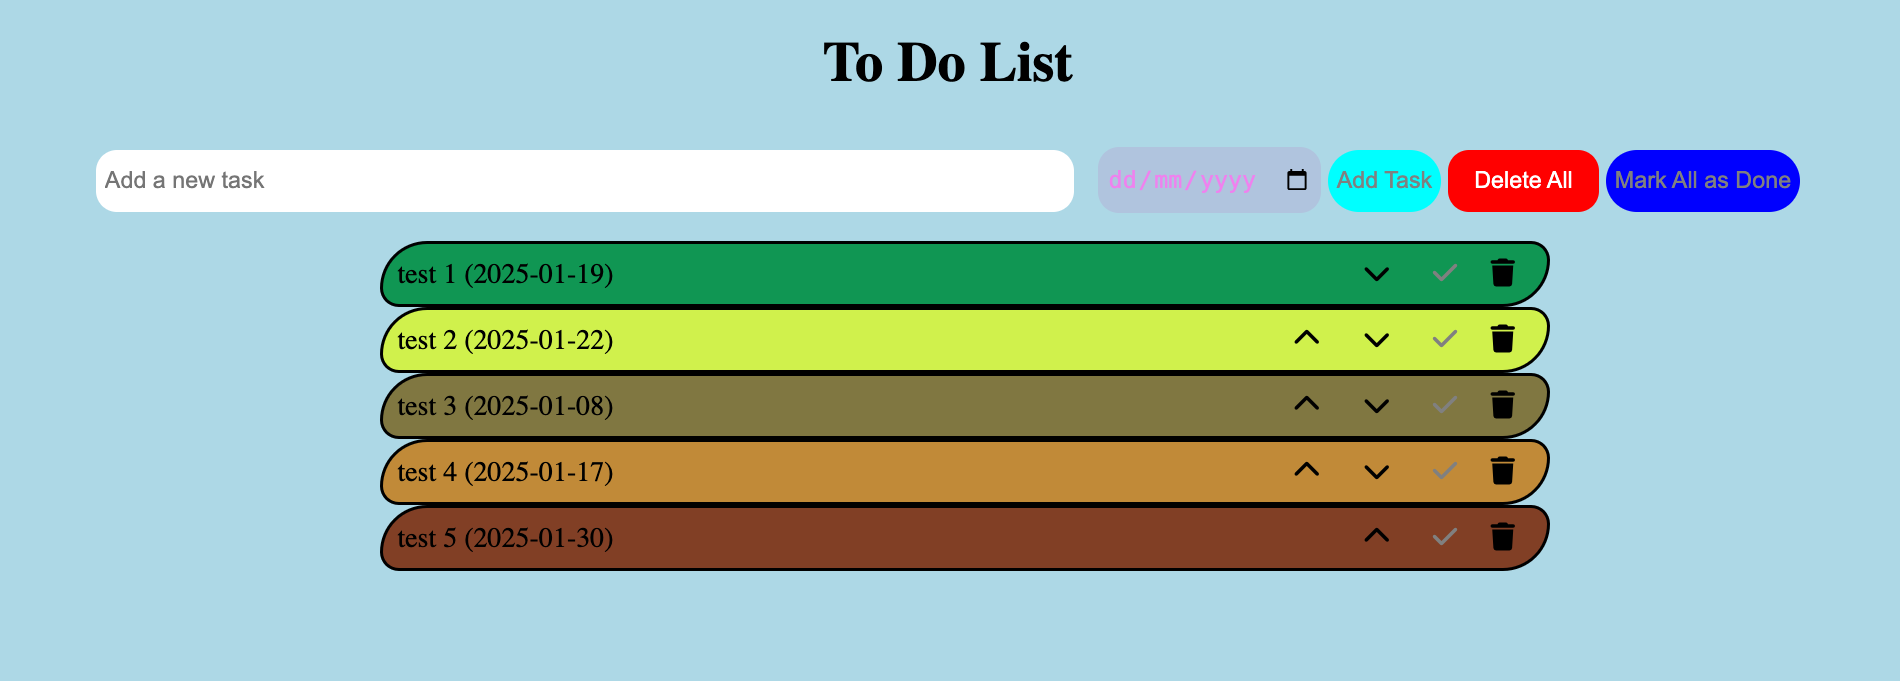 To Do List
Add a new task dd/mm/yyyy Add Task Delete All Mark All as Done
test 1 (2025-01-19)
test 2 (2025-01-22)
test 3 (2025-01-08)
test 4 (2025-01-17)
test 5 (2025-01-30)